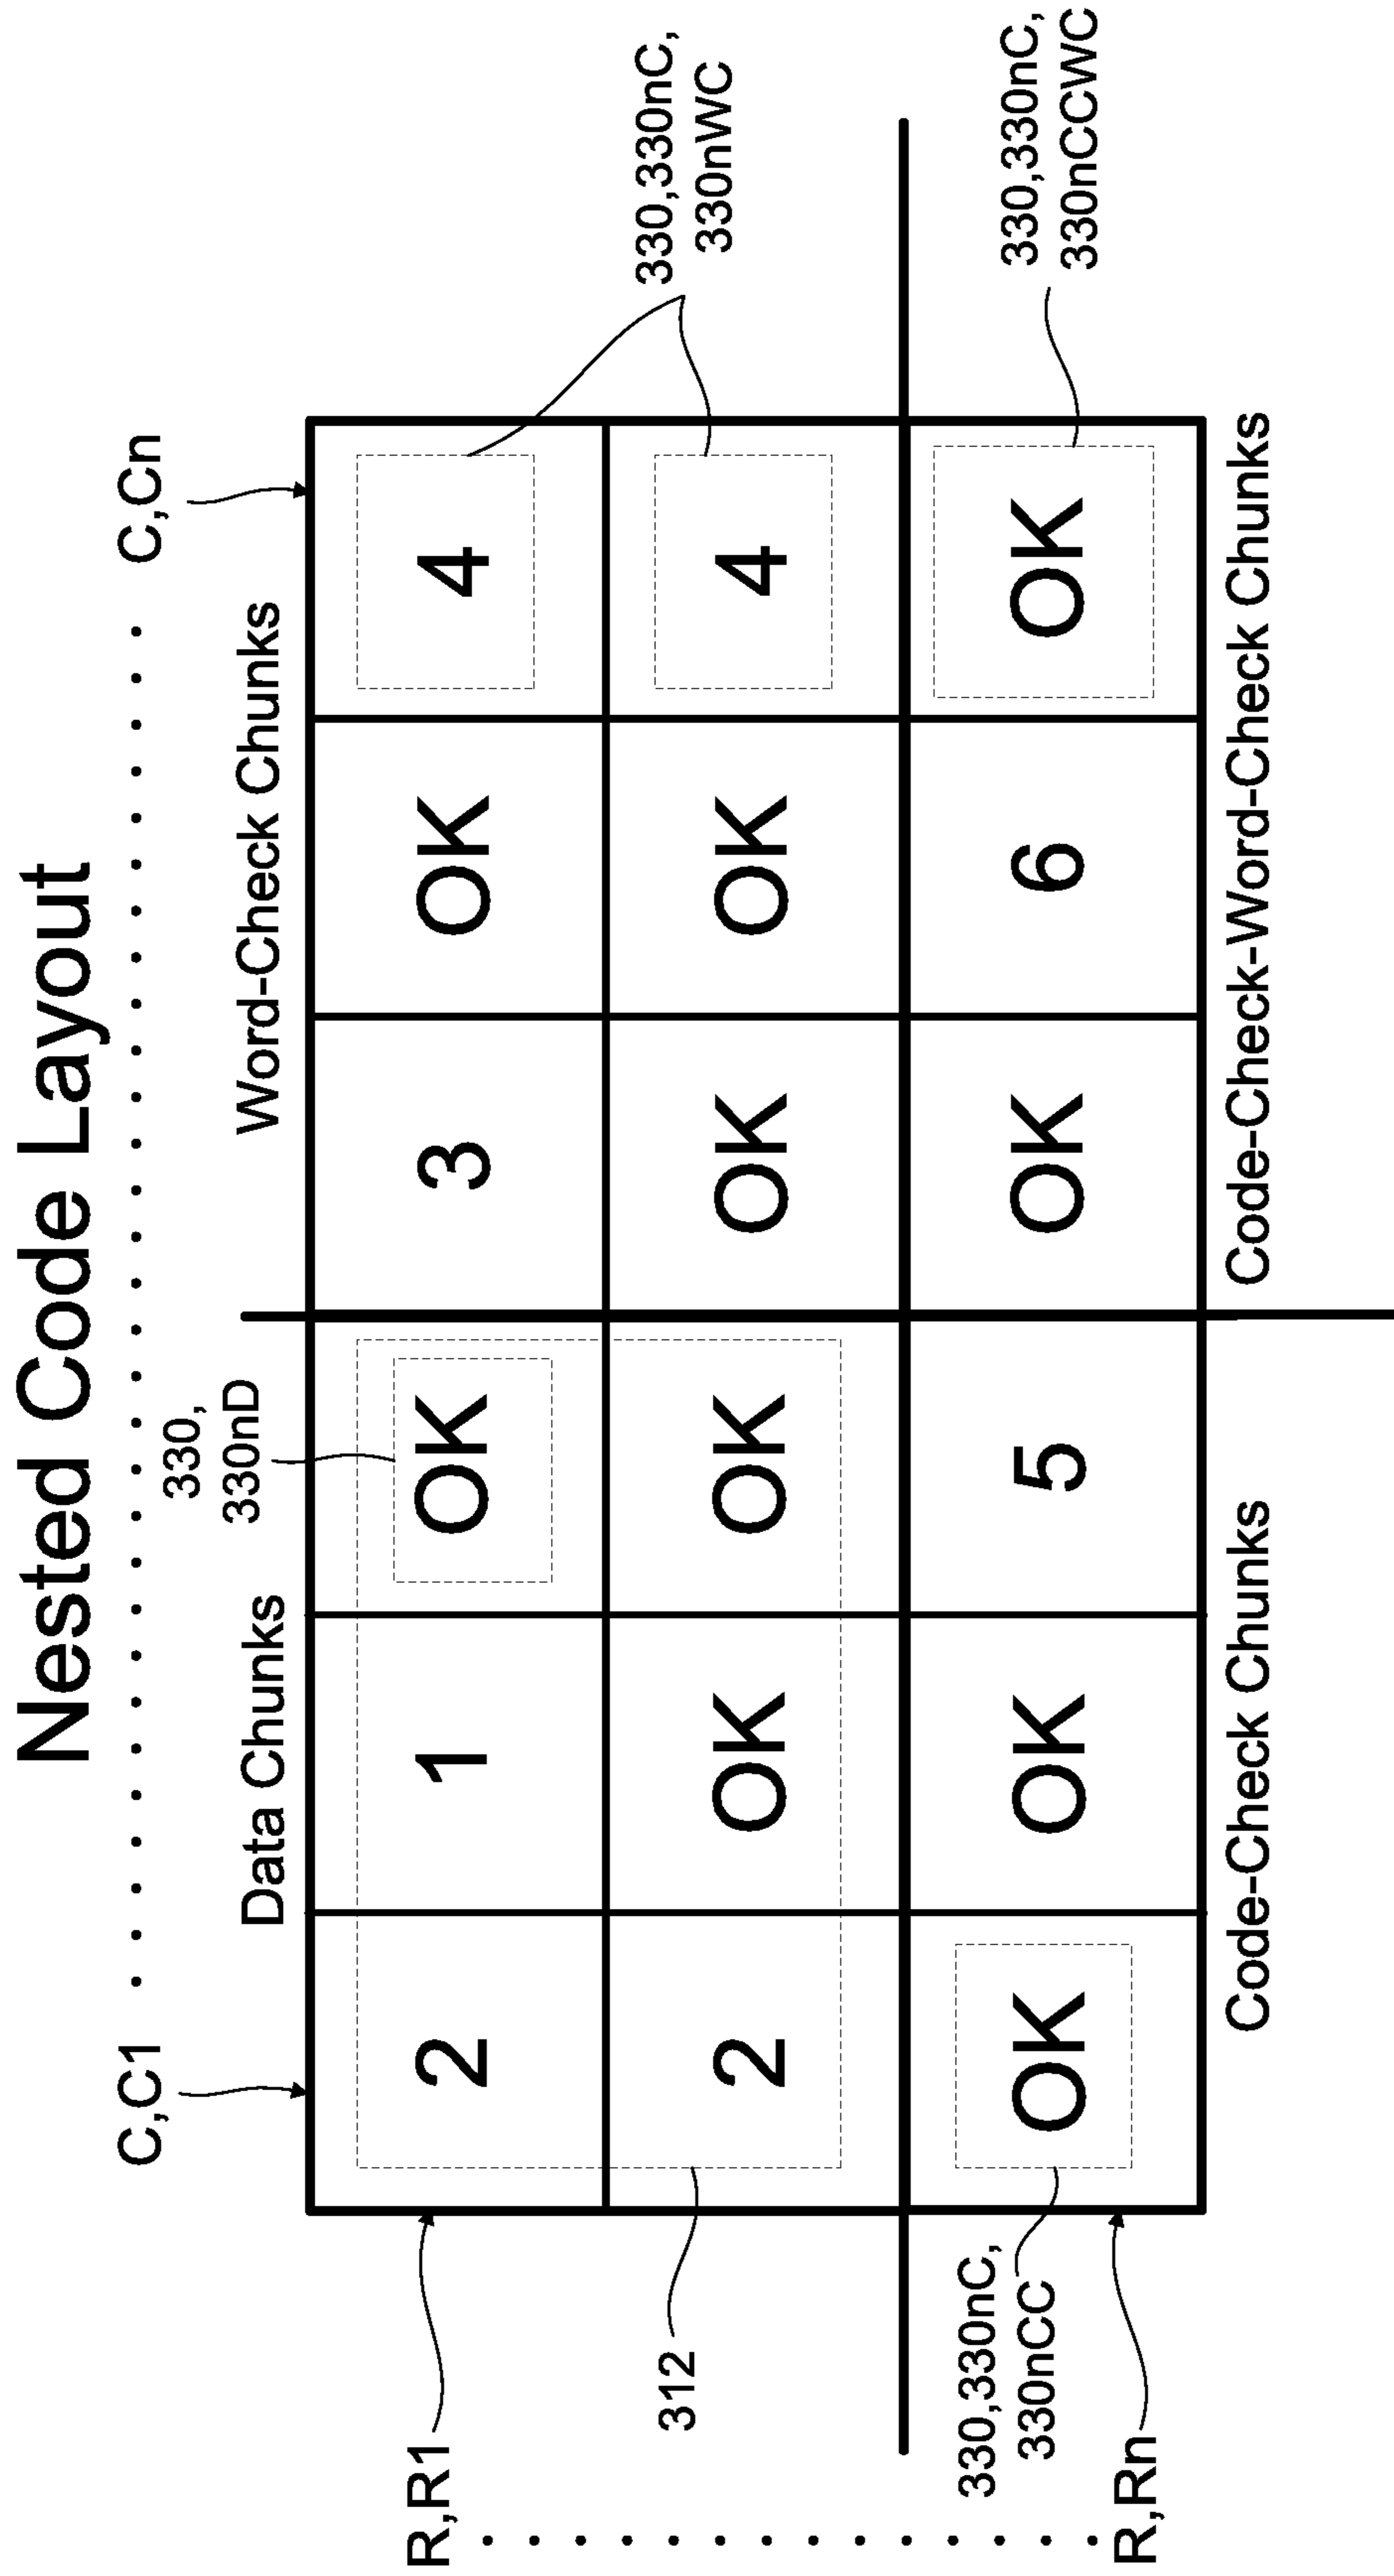 Nested Code Layout
C,C1
C,Cn
330,
330nD
Data Chunks
Word-Check Chunks
R,R1
2 1 OK 3 OK 4
330,330nC,
330nWC
312
2 OK OK OK OK 4
330,330nC,
330nCC
OK OK 5 OK 6 OK
330,330nC,
330nCCWC
R,Rn
Code-Check Chunks
Code-Check-Word-Check Chunks